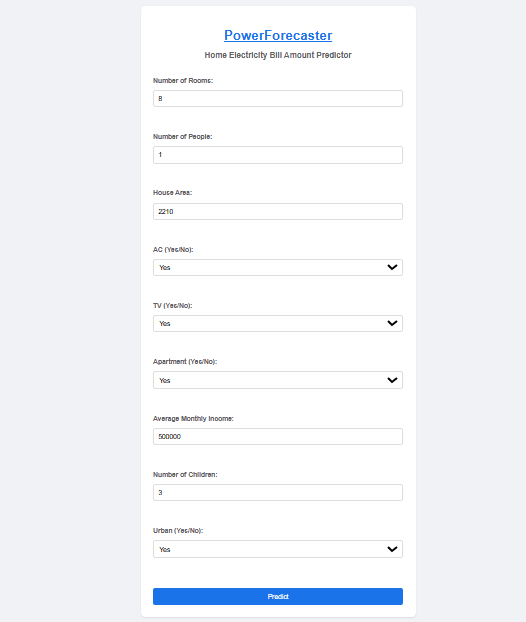 PowerForecaster
Home Electricity Bill Amount Predictor
Number of Rooms:
8
Number of People:
1
House Area:
2210
AC (Yes/No):
Yes
TV (Yes/No):
Yes
Apartment (Yes/No):
Yes
Average Monthly Income:
500000
Number of Children:
3
Urban (Yes/No):
Yes
Predict